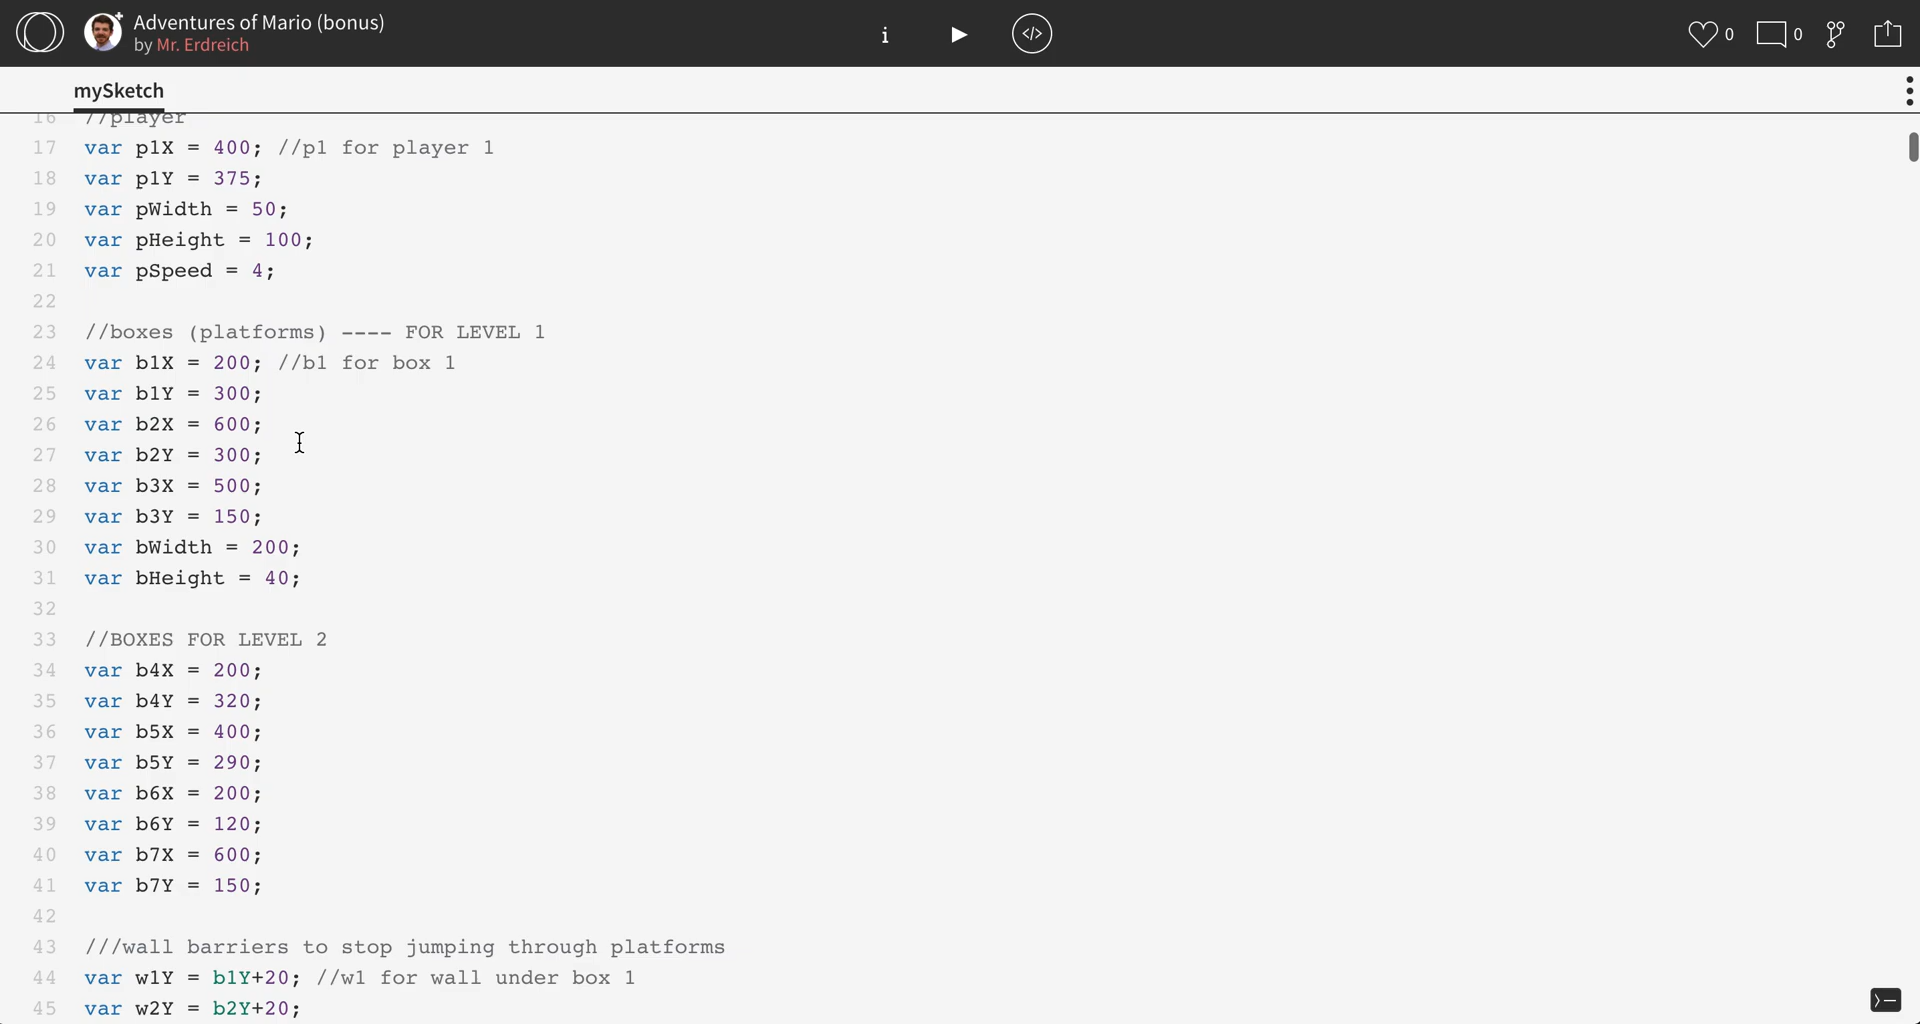 Adventures of Mario (bonus)
by Mr. Erdreich
i
</>
0
0
mySketch
16 //player
17 var p1X = 400; //p1 for player 1
18 var p1Y = 375;
19 var pWidth = 50;
20 var pHeight = 100;
21 var pSpeed = 4;
22
23 //boxes (platforms) ---- FOR LEVEL 1
24 var b1X = 200; //b1 for box 1
25 var b1Y = 300;
26 var b2X = 600;
27 var b2Y = 300;
28 var b3X = 500;
29 var b3Y = 150;
30 var bWidth = 200;
31 var bHeight = 40;
32
33 //BOXES FOR LEVEL 2
34 var b4X = 200;
35 var b4Y = 320;
36 var b5X = 400;
37 var b5Y = 290;
38 var b6X = 200;
39 var b6Y = 120;
40 var b7X = 600;
41 var b7Y = 150;
42
43 ///wall barriers to stop jumping through platforms
44 var w1Y = b1Y+20; //w1 for wall under box 1
45 var w2Y = b2Y+20;